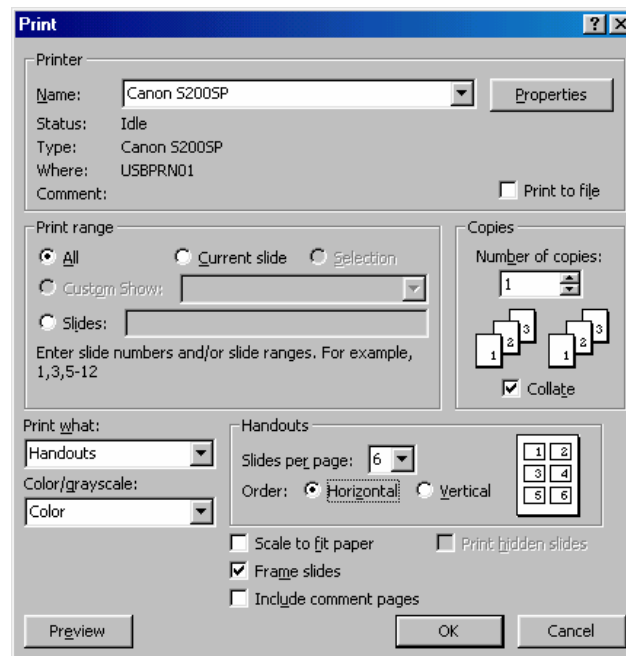 Print
Printer
Name: Canon S200SP Properties
Status: Idle
Type: Canon S200SP
Where: USBPRN01
Comment: Print to file
Print range
All Current slide Selection
Custom Show:
Slides:
Enter slide numbers and/or slide ranges. For example,
1,3,5-12
Copies
Number of copies:
1
1 2 3 1 2 3
Collate
Print what:
Handouts
Color/grayscale:
Color
Handouts
Slides per page: 6
Order: Horizontal Vertical
1 2
3 4
5 6
Scale to fit paper Print hidden slides
Frame slides
Include comment pages
Preview OK Cancel